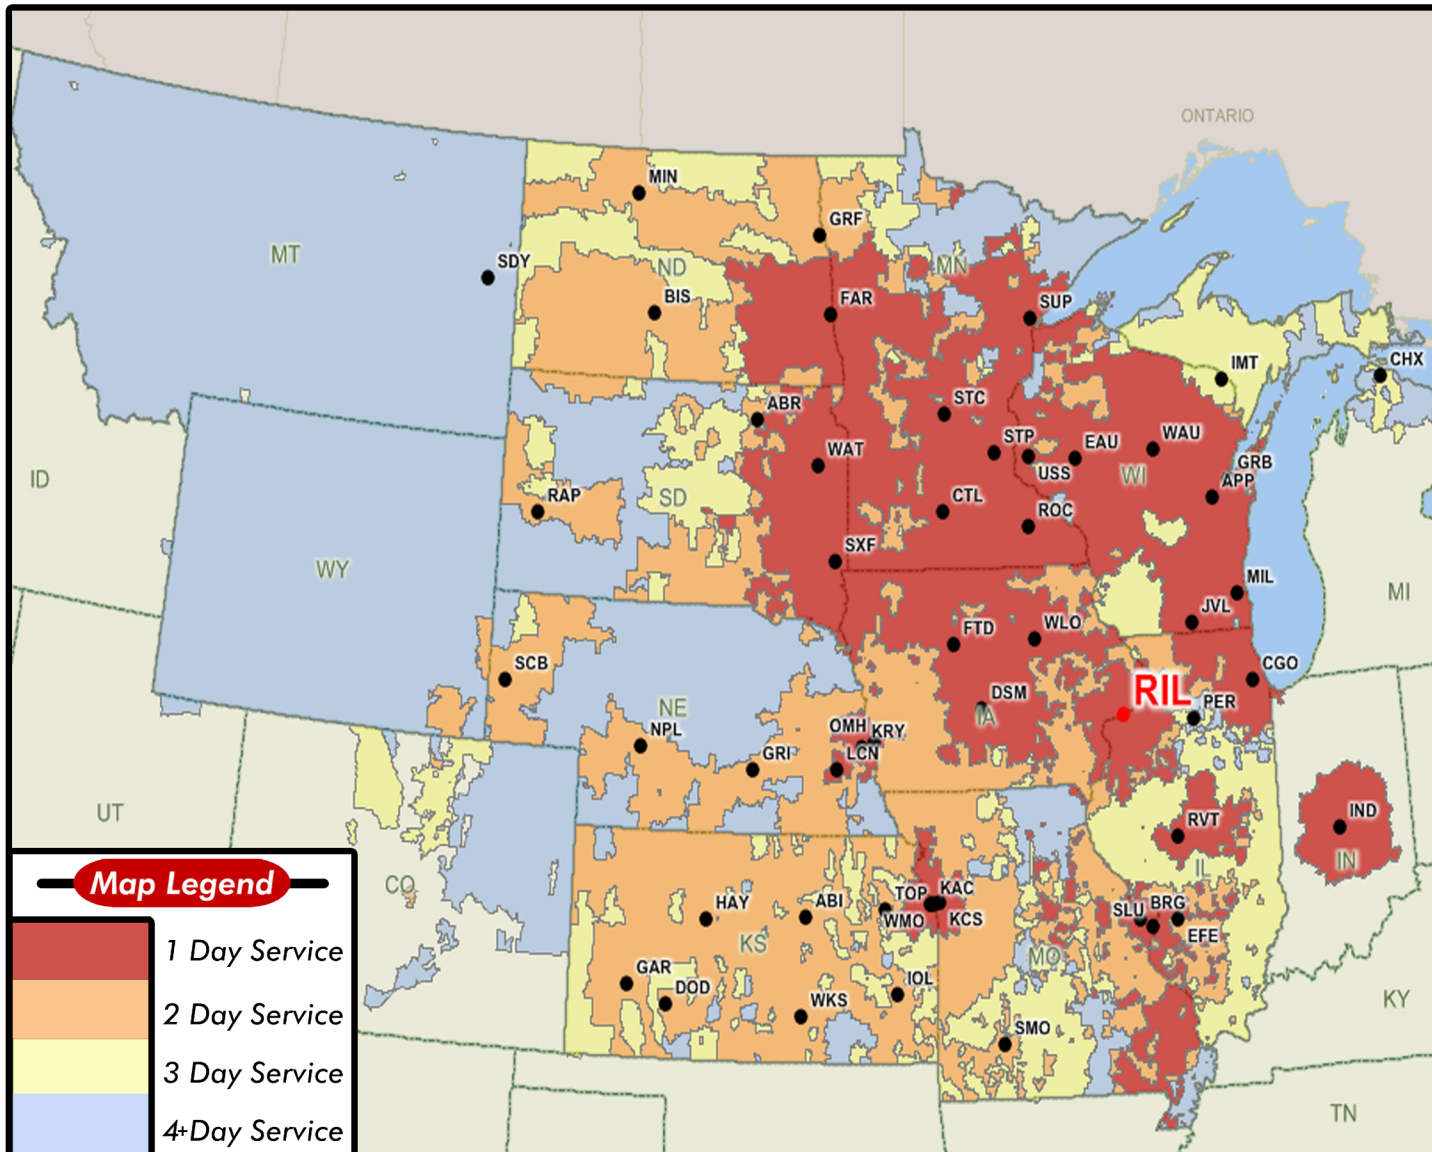 ONTARIO
MIN
GRF
MT
SDY
ND
MN
BIS
FAR
SUP
IMT
CHX
ABR
STC
WAT
STP
EAU
WAU
USS
WI
GRB
APP
ID
RAP
SD
CTL
ROC
SXF
WY
MIL
MI
JVL
FTD
WLO
SCB
CGO
RIL
DSM
IA
PER
NE
NPL
OMH
KRY
GRI
LCN
UT
RVT
IND
IN
IL
CO
HAY
ABI
TOP
KAC
WMO
KCS
SLU
BRG
EFE
KS
MO
GAR
DOD
IOL
WKS
KY
SMO
TN
Map Legend
1 Day Service
2 Day Service
3 Day Service
4+Day Service